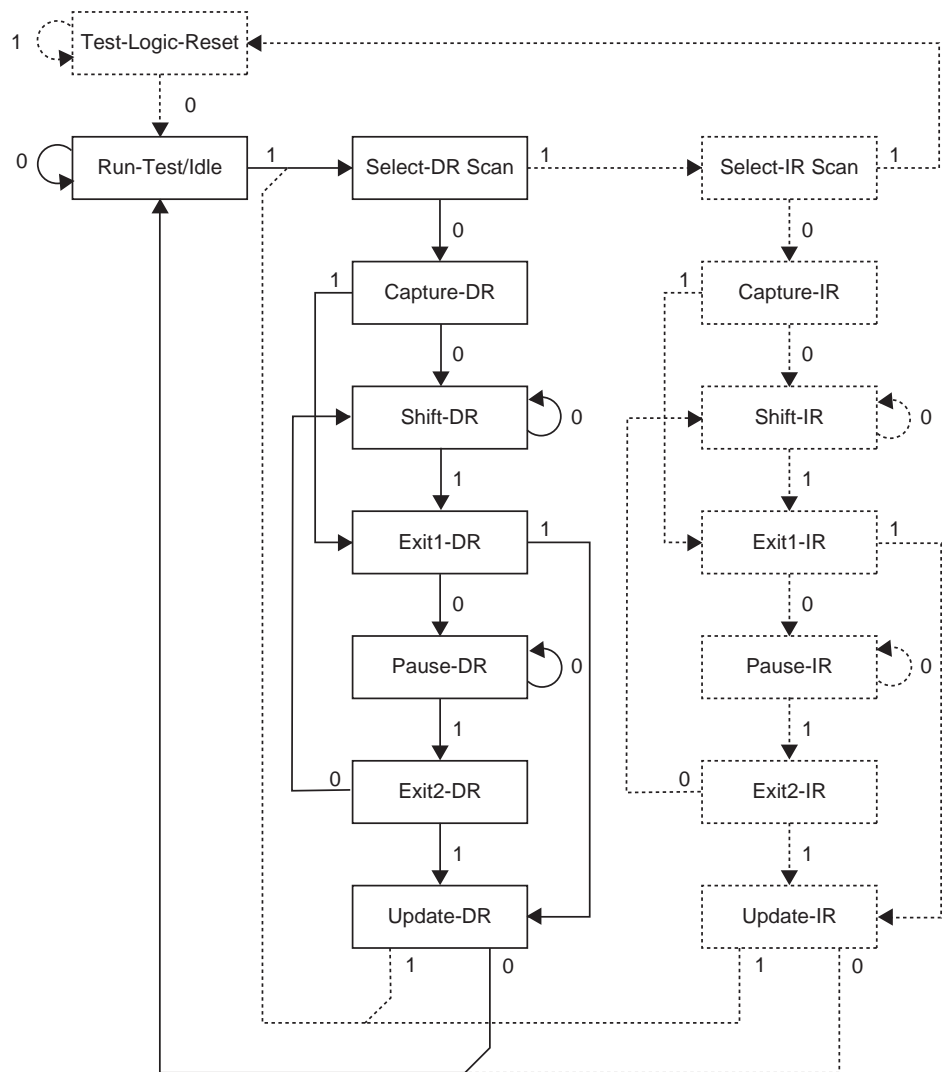 1
Test-Logic-Reset
0
0
Run-Test/Idle
1
Select-DR Scan
1
Select-IR Scan
1
0
0
1
Capture-DR
1
Capture-IR
0
0
Shift-DR
0
Shift-IR
0
1
1
Exit1-DR
1
Exit1-IR
1
0
0
Pause-DR
0
Pause-IR
0
1
1
0
Exit2-DR
0
Exit2-IR
1
1
Update-DR
Update-IR
1
0
1
0